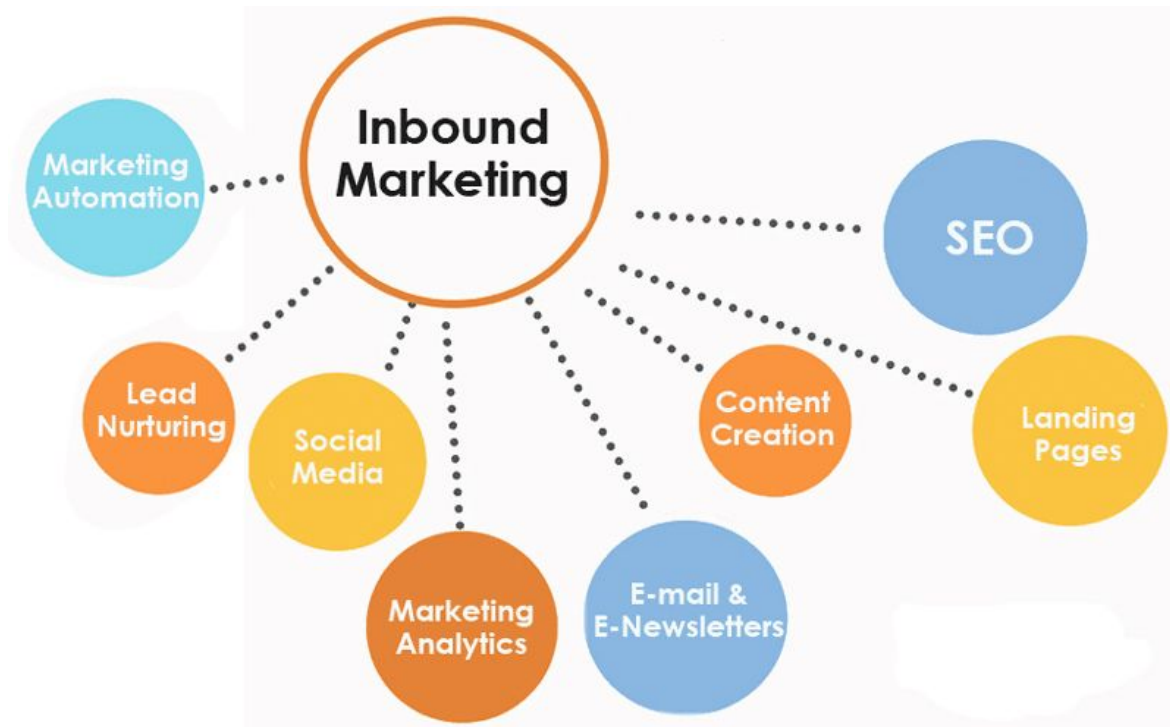 Inbound
Marketing
Marketing
Automation
SEO
Lead
Nurturing
Social
Media
Content
Creation
Landing
Pages
Marketing
Analytics
E-mail &
E-Newsletters